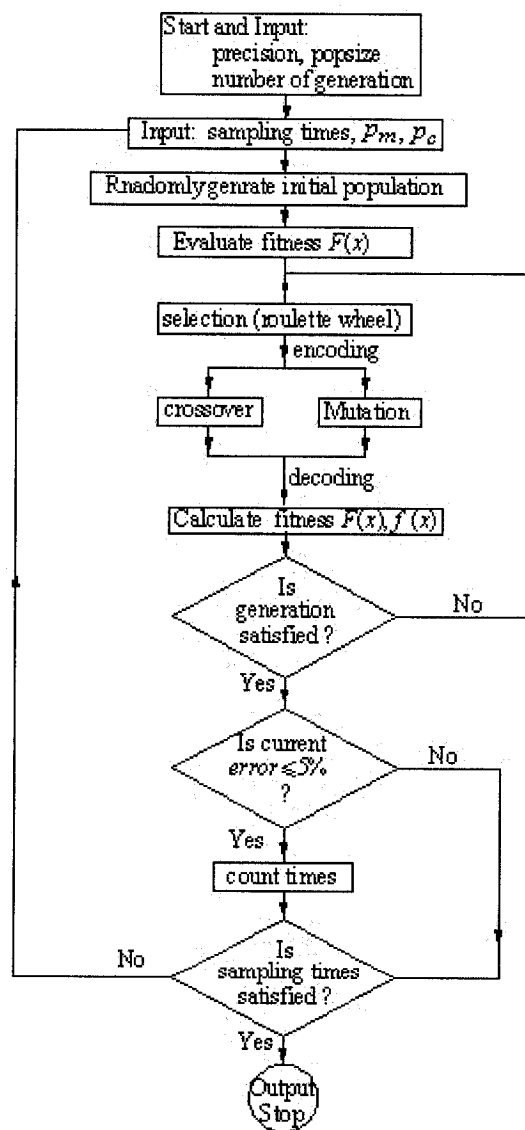 Start and Input:
precision, popsize
number of generation
Input: sampling times, Pm, Pc
Rnadomlygenrate initial population
Evaluate fitness F(x)
selection (roulette wheel)
encoding
crossover
Mutation
decoding
Calculate fitness F(x), f(x)
Is
generation
satisfied ?
No
Yes
Is current
error⩽5%
?
No
Yes
count times
Is
sampling times
satisfied ?
No
Yes
Output
Stop